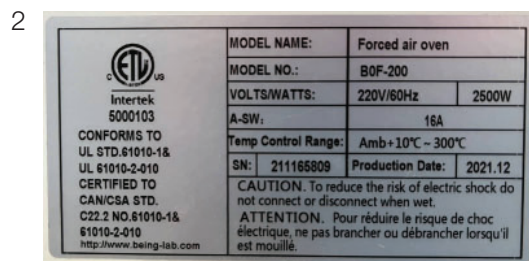 2
MODEL NAME: Forced air oven
MODEL NO.: B0F-200
VOLTS/WATTS: 220V/60Hz 2500W
A-SW: 16A
Temp Control Range: Amb+10℃~300℃
SN: 211165809 Production Date: 2021.12
CAUTION. To reduce the risk of electric shock do
not connect or disconnect when wet.
ATTENTION. Pour réduire le risque de choc
électrique, ne pas brancher ou débrancher lorsqu'il
est mouillé.
C ETL US
Intertek
5000103
CONFORMS TO
UL STD.61010-1&
UL 61010-2-010
CERTIFIED TO
CAN/CSA STD.
C22.2 NO.61010-1&
61010-2-010
http://www.being-lab.com